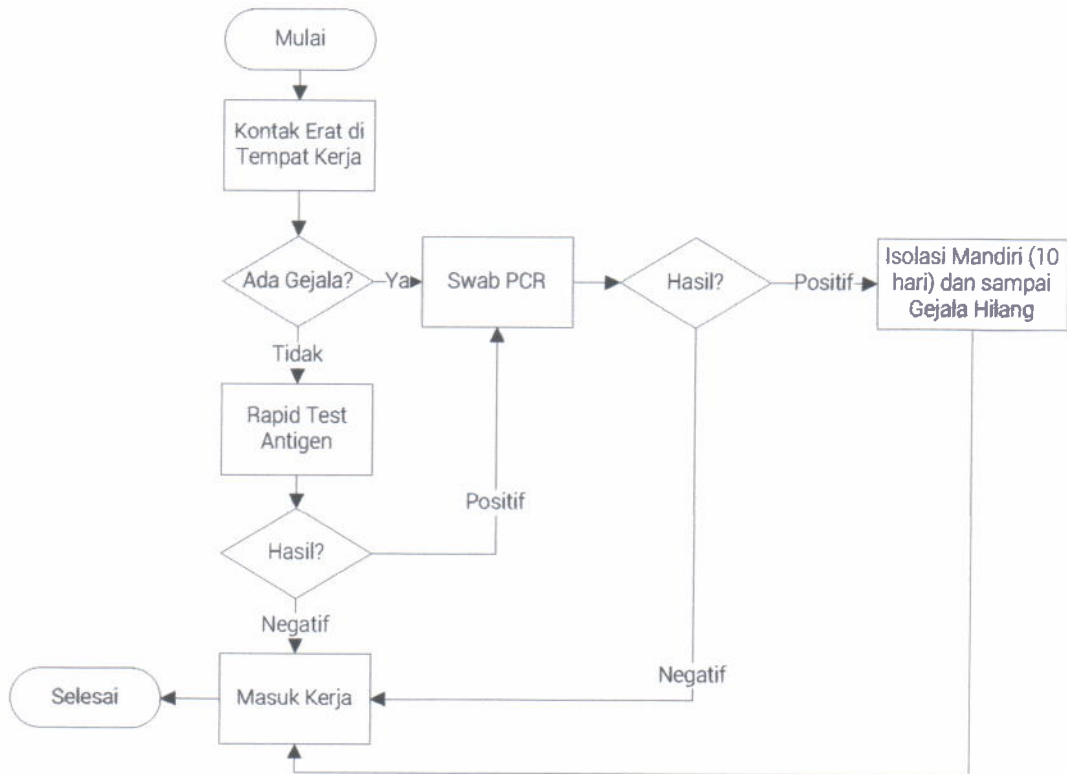 Mulai
Kontak Erat di
Tempat Kerja
Ada Gejala?
Ya
Swab PCR
Hasil?
Positif
Isolasi Mandiri (10
hari) dan sampai
Gejala Hilang
Tidak
Rapid Test
Antigen
Positif
Hasil?
Negatif
Negatif
Selesai
Masuk Kerja